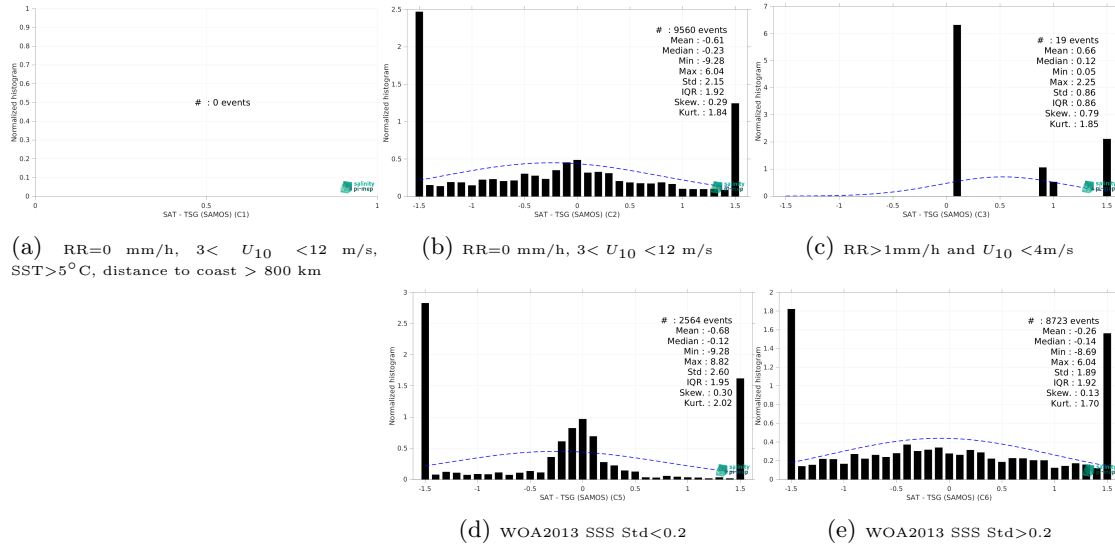 1
0.9
0.8
0.7
0.6
0.5
0.4
0.3
0.2
0.1
0
0
0.5
1
Normalized histogram
# : 0 events
salinity
pi-mep
SAT - TSG (SAMOS) (C1)
(a) RR=0 mm/h, 3< U10 <12 m/s,
SST>5°C, distance to coast > 800 km
2.5
2
1.5
1
0.5
0
-1.5
-1
-0.5
0
0.5
1
1.5
Normalized histogram
# : 9560 events
Mean : -0.61
Median : -0.23
Min : -9.28
Max : 6.04
Std : 2.15
IQR : 1.92
Skew. : 0.29
Kurt. : 1.84
salinity
pi-mep
SAT - TSG (SAMOS) (C2)
(b) RR=0 mm/h, 3< U10 <12 m/s
7
6
5
4
3
2
1
0
-1.5
-1
-0.5
0
0.5
1
1.5
Normalized histogram
# : 19 events
Mean : 0.66
Median : 0.12
Min : 0.05
Max : 2.25
Std : 0.86
IQR : 0.86
Skew. : 0.79
Kurt. : 1.85
salinity
pi-mep
SAT - TSG (SAMOS) (C3)
(c) RR>1mm/h and U10 <4m/s
3
2.5
2
1.5
1
0.5
0
-1.5
-1
-0.5
0
0.5
1
1.5
Normalized histogram
# : 2564 events
Mean : -0.68
Median : -0.12
Min : -9.28
Max : 8.82
Std : 2.60
IQR : 1.95
Skew. : 0.30
Kurt. : 2.02
salinity
pi-mep
SAT - TSG (SAMOS) (C5)
(d) WOA2013 SSS Std<0.2
2
1.8
1.6
1.4
1.2
1
0.8
0.6
0.4
0.2
0
-1.5
-1
-0.5
0
0.5
1
1.5
Normalized histogram
# : 8723 events
Mean : -0.26
Median : -0.14
Min : -8.69
Max : 6.04
Std : 1.89
IQR : 1.92
Skew. : 0.13
Kurt. : 1.70
salinity
pi-mep
SAT - TSG (SAMOS) (C6)
(e) WOA2013 SSS Std>0.2